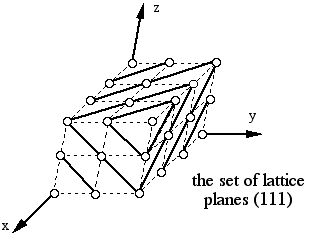 z
y
the set of lattice
planes (111)
x